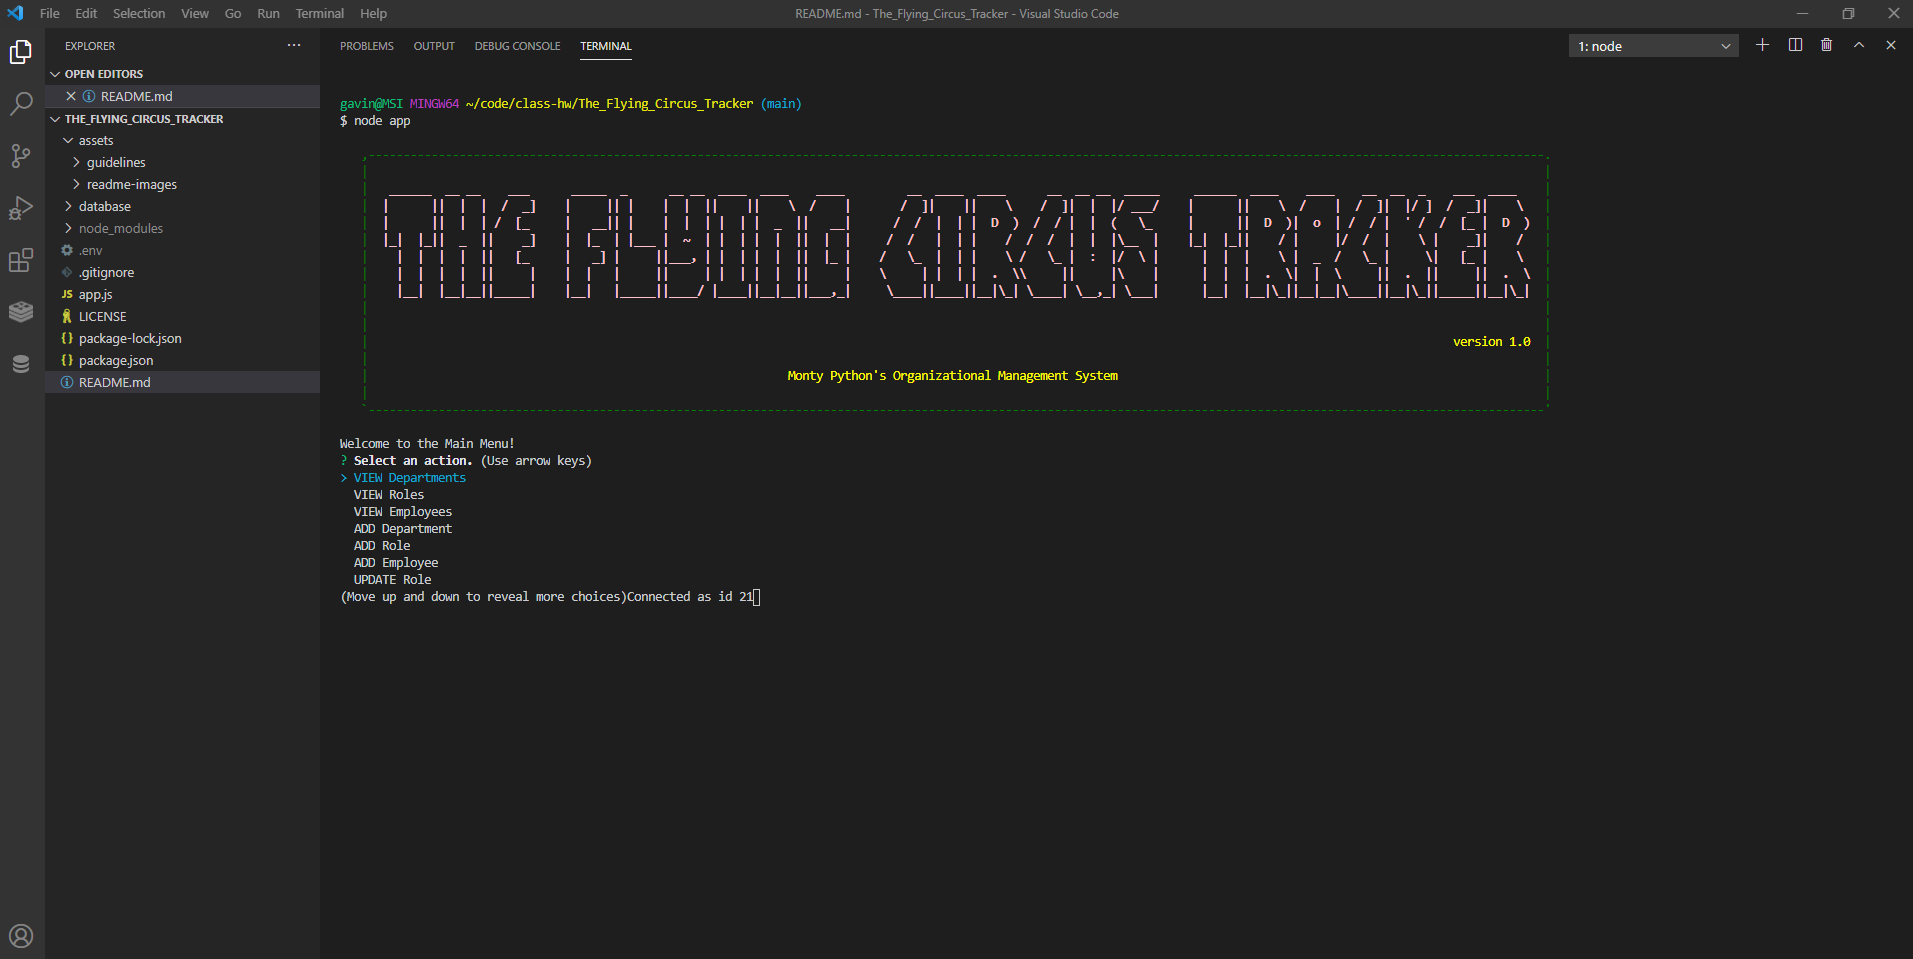 File Edit Selection View Go Run Terminal Help
README.md - The_Flying_Circus_Tracker - Visual Studio Code
EXPLORER
OPEN EDITORS
README.md
THE_FLYING_CIRCUS_TRACKER
assets
guidelines
readme-images
database
node_modules
.env
.gitignore
JS app.js
LICENSE
{} package-lock.json
{} package.json
README.md
PROBLEMS OUTPUT DEBUG CONSOLE TERMINAL
1: node
gavin@MSI MINGW64 ~/code/class-hw/The_Flying_Circus_Tracker (main)
$ node app
THE FLYING CIRCUS TRACKER
version 1.0
Monty Python's Organizational Management System
Welcome to the Main Menu!
? Select an action. (Use arrow keys)
> VIEW Departments
VIEW Roles
VIEW Employees
ADD Department
ADD Role
ADD Employee
UPDATE Role
(Move up and down to reveal more choices)Connected as id 21